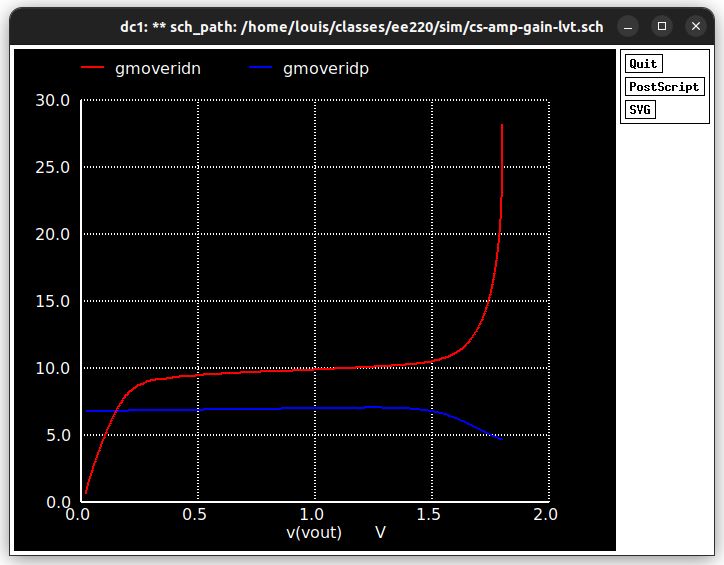 dc1: ** sch_path: /home/louis/classes/ee220/sim/cs-amp-gain-lvt.sch
Quit
PostScript
SVG
gmoveridn gmoveridp
30.0
25.0
20.0
15.0
10.0
5.0
0.0
0.0 0.5 1.0 1.5 2.0
v(vout) V